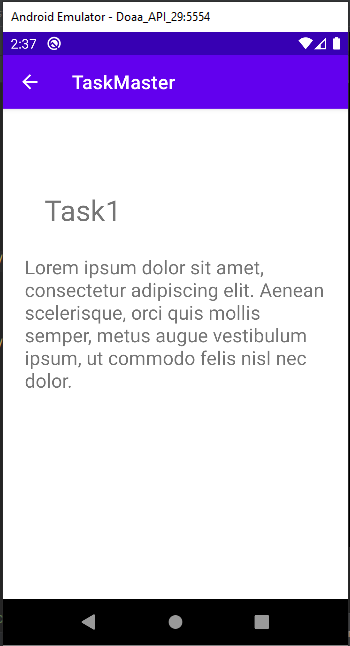 Android Emulator - Doaa_API_29:5554
2:37
TaskMaster
Task1
Lorem ipsum dolor sit amet,
consectetur adipiscing elit. Aenean
scelerisque, orci quis mollis
semper, metus augue vestibulum
ipsum, ut commodo felis nisl nec
dolor.